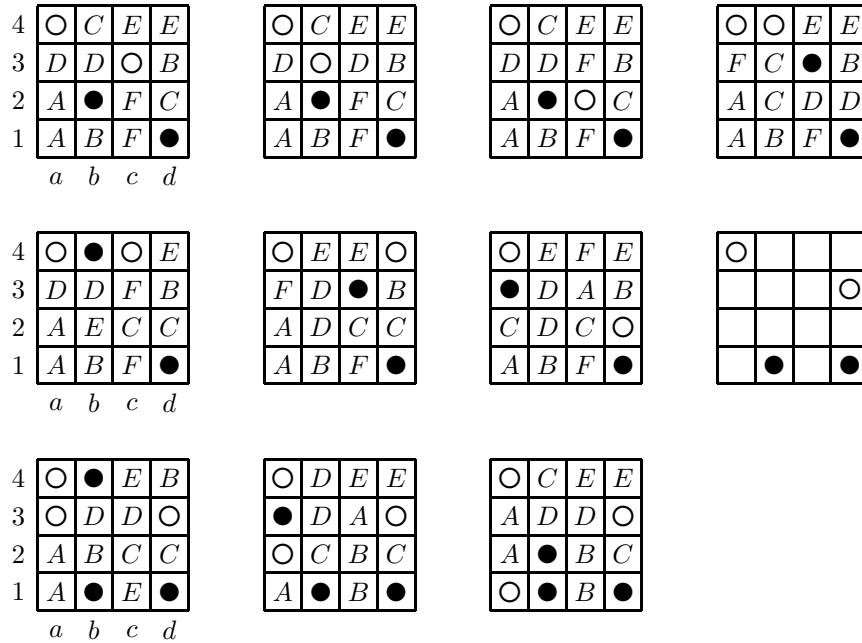 4 ○ C E E ○ C E E ○ C E E ○ ○ E E
3 D D ○ B D ○ D B D D F B F C ● B
2 A ● F C A ● F C A ● ○ C A C D D
1 A B F ● A B F ● A B F ● A B F ●
a b c d
4 ○ ● ○ E ○ E E ○ ○ E F E ○
3 D D F B F D ● B ● D A B ○
2 A E C C A D C C C D C ○
1 A B F ● A B F ● A B F ● ● ●
a b c d
4 ○ ● E B ○ D E E ○ C E E
3 ○ D D ○ ● D A ○ A D D ○
2 A B C C ○ C B C A ● B C
1 A ● E ● A ● B ● ○ ● B ●
a b c d